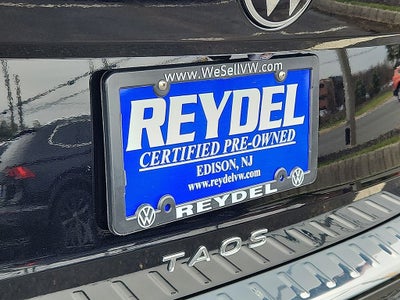 www.WeSellVW.com
REYDEL
CERTIFIED PRE-OWNED
EDISON, NJ
www.reydelvw.com
REYDEL
TAOS